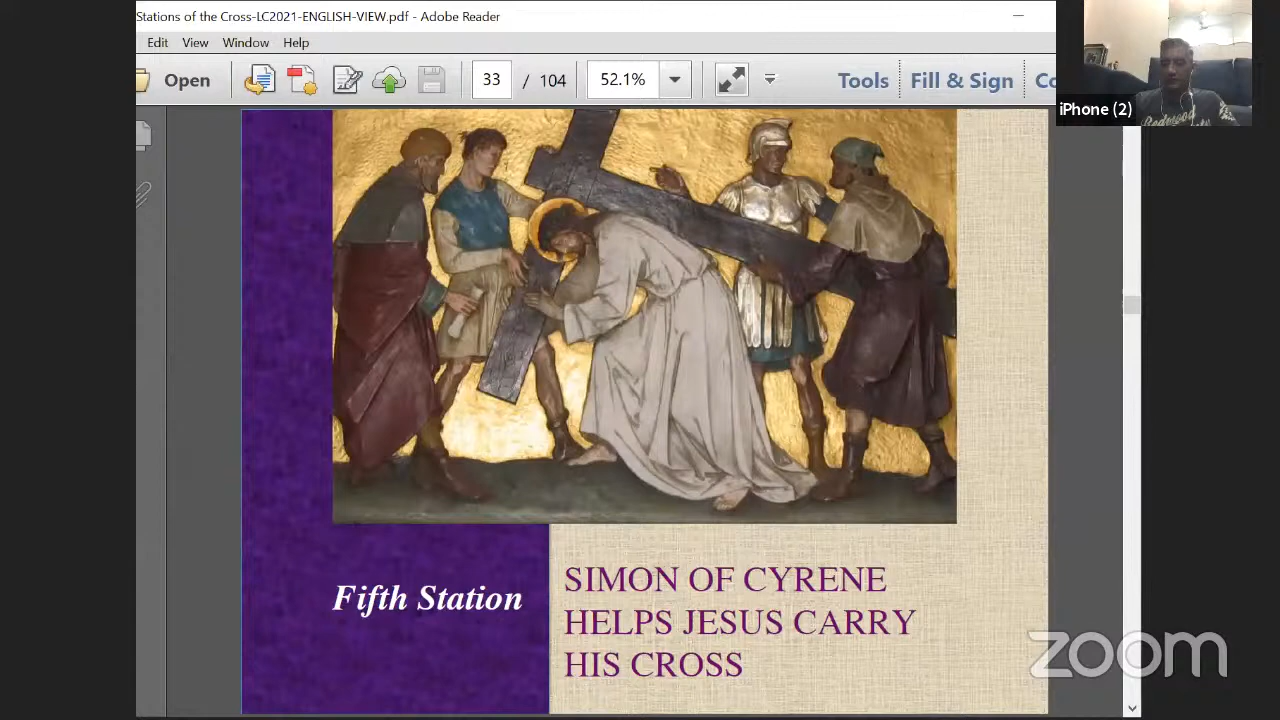 Stations of the Cross-LC2021-ENGLISH-VIEW.pdf - Adobe Reader
Edit View Window Help
Open 33 / 104 52.1% Tools Fill & Sign Co
iPhone (2)
Fifth Station
SIMON OF CYRENE
HELPS JESUS CARRY
HIS CROSS
zoom